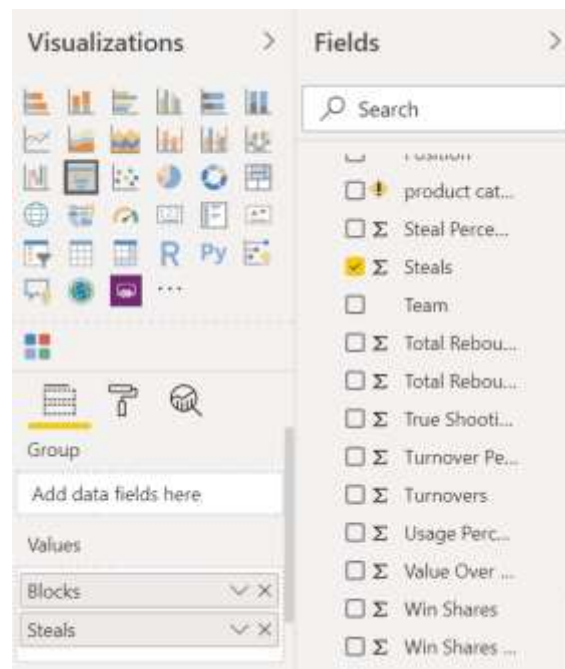 Visualizations
R Py
Group
Add data fields here
Values
Blocks
Steals
Fields
Search
Position
product cat...
Σ Steal Perce...
Σ Steals
Team
Σ Total Rebou...
Σ Total Rebou...
Σ True Shooti...
Σ Turnover Pe...
Σ Turnovers
Σ Usage Perc...
Σ Value Over ...
Σ Win Shares
Σ Win Shares ...